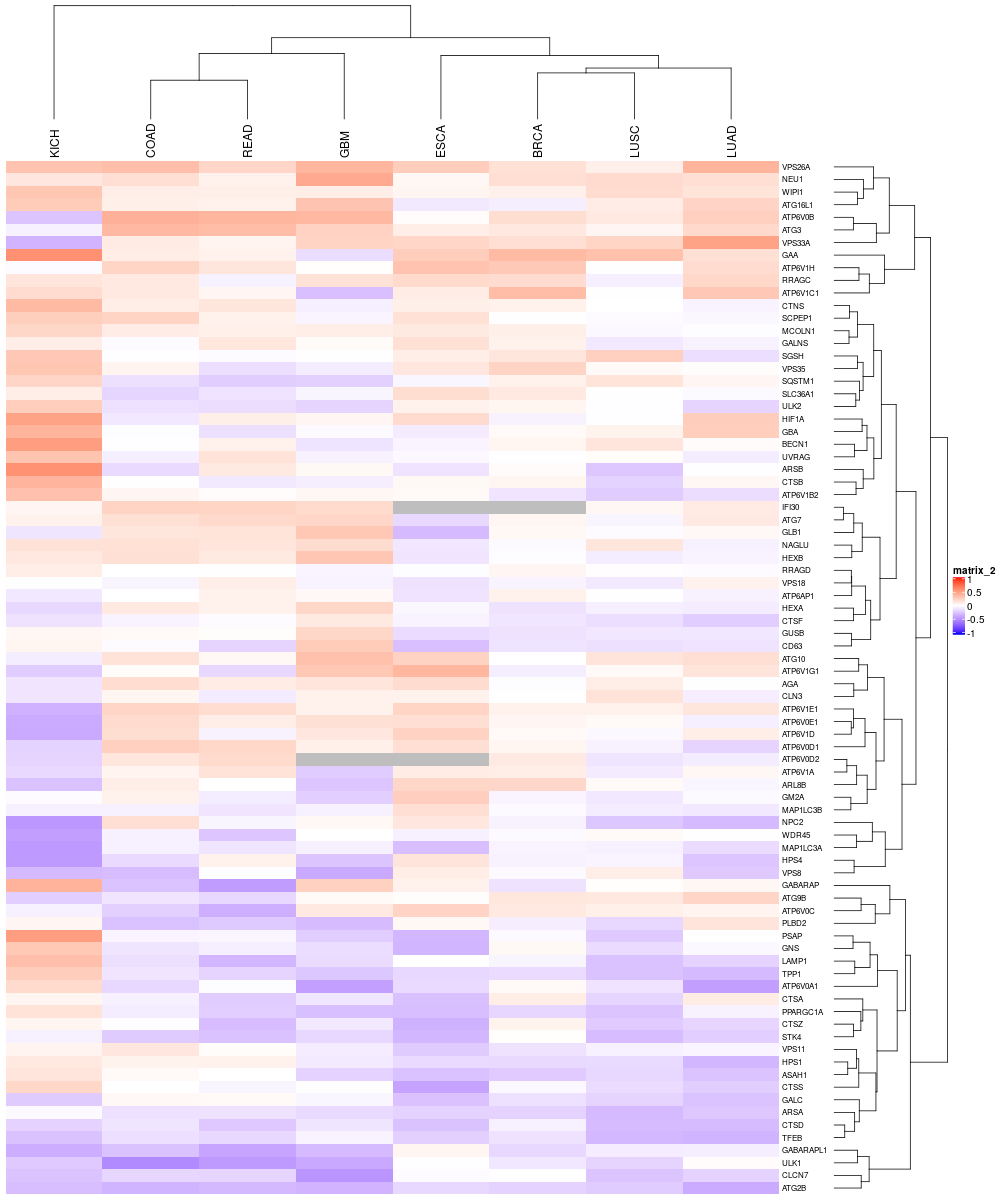 KICH
COAD
READ
GBM
ESCA
BRCA
LUSC
LUAD
VPS26A
NEU1
WIPI1
ATG16L1
ATP6V0B
ATG3
VPS33A
GAA
ATP6V1H
RRAGC
ATP6V1C1
CTNS
SCPEP1
MCOLN1
GALNS
SGSH
VPS35
SQSTM1
SLC36A1
ULK2
HIF1A
GBA
BECN1
UVRAG
ARSB
CTSB
ATP6V1B2
IFI30
ATG7
GLB1
NAGLU
HEXB
RRAGD
VPS18
ATP6AP1
HEXA
CTSF
GUSB
CD63
ATG10
ATP6V1G1
AGA
CLN3
ATP6V1E1
ATP6V0E1
ATP6V1D
ATP6V0D1
ATP6V0D2
ATP6V1A
ARL8B
GM2A
MAP1LC3B
NPC2
WDR45
MAP1LC3A
HPS4
VPS8
GABARAP
ATG9B
ATP6V0C
PLBD2
PSAP
GNS
LAMP1
TPP1
ATP6V0A1
CTSA
PPARGC1A
CTSZ
STK4
VPS11
HPS1
ASAH1
CTSS
GALC
ARSA
CTSD
TFEB
GABARAPL1
ULK1
CLCN7
ATG2B
matrix_2
1
0.5
0
-0.5
-1